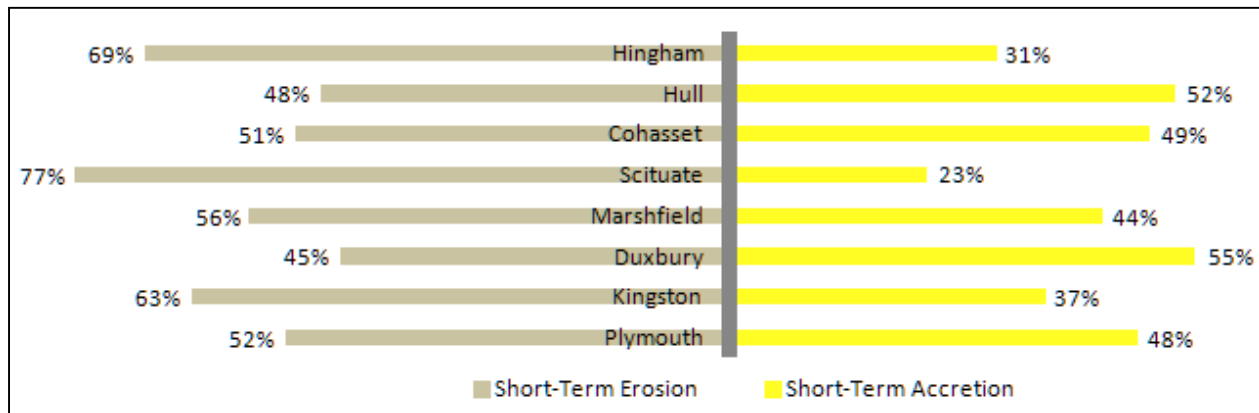 69% Hingham 31%
48% Hull 52%
51% Cohasset 49%
77% Scituate 23%
56% Marshfield 44%
45% Duxbury 55%
63% Kingston 37%
52% Plymouth 48%
Short-Term Erosion Short-Term Accretion